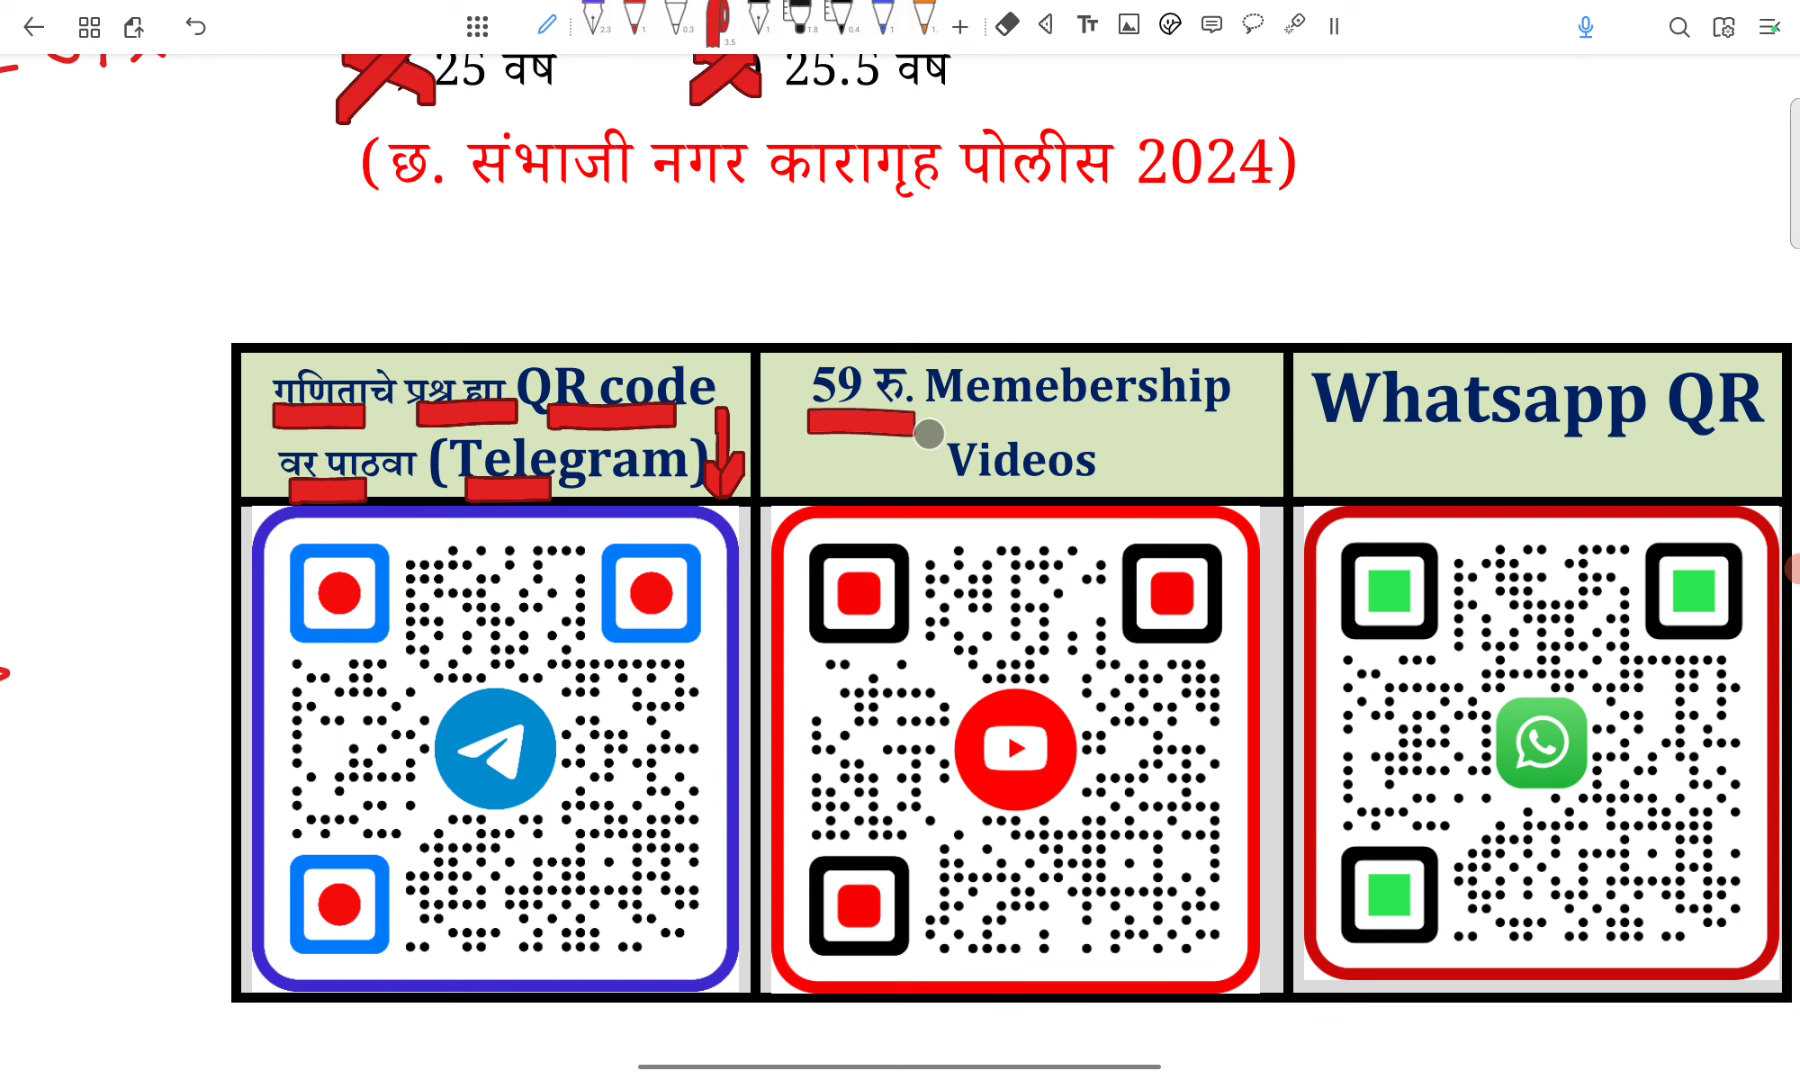 25 वर्ष
25.5 वर्ष
(छ. संभाजी नगर कारागृह पोलीस 2024)
गणिताचे प्रश्न ह्या QR code
वर पाठवा (Telegram)
59 रु. Memebership
Videos
Whatsapp QR